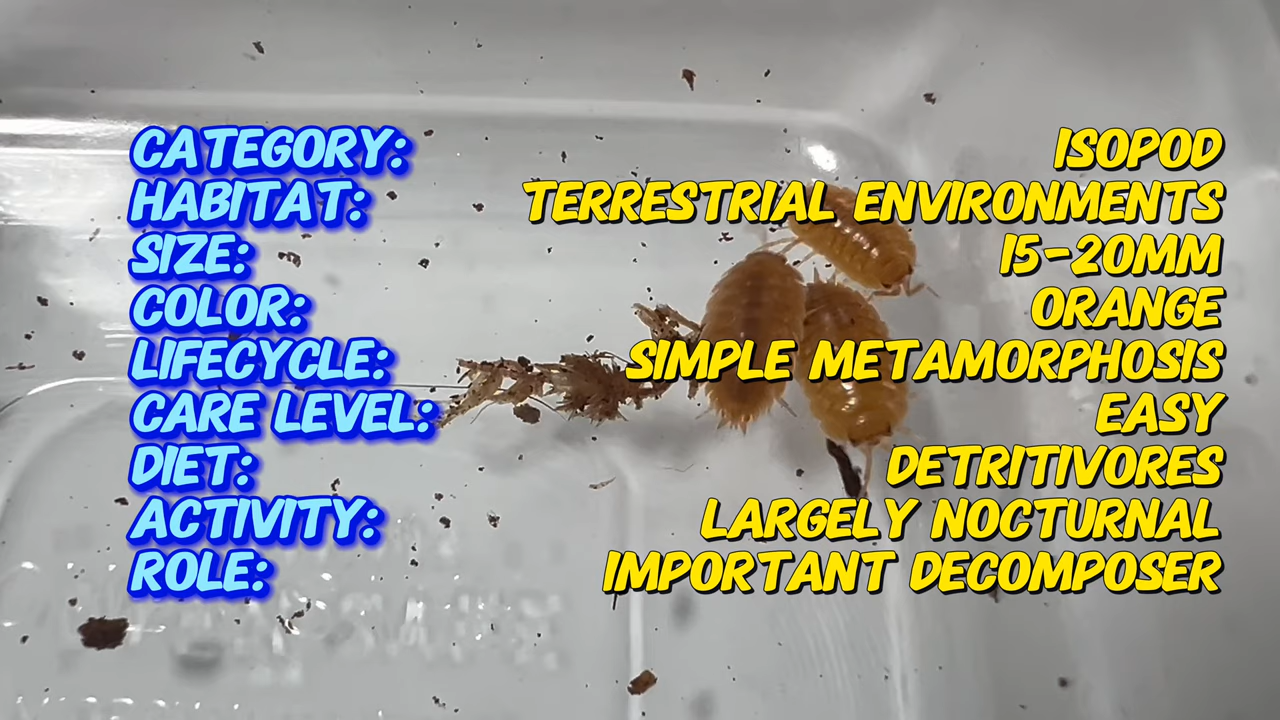 CATEGORY: ISOPOD
HABITAT: TERRESTRIAL ENVIRONMENTS
SIZE: 15-20MM
COLOR: ORANGE
LIFECYCLE: SIMPLE METAMORPHOSIS
CARE LEVEL: EASY
DIET: DETRITIVORES
ACTIVITY: LARGELY NOCTURNAL
ROLE: IMPORTANT DECOMPOSER